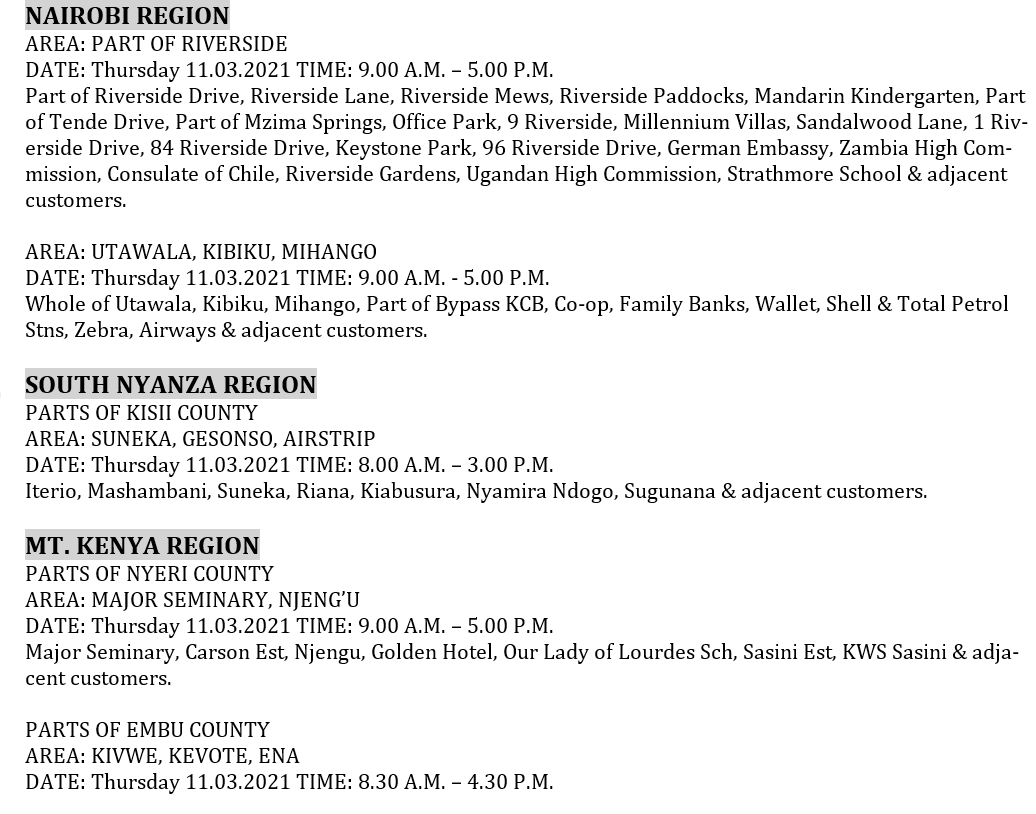 NAIROBI REGION
AREA: PART OF RIVERSIDE
DATE: Thursday 11.03.2021 TIME: 9.00 A.M. – 5.00 P.M.
Part of Riverside Drive, Riverside Lane, Riverside Mews, Riverside Paddocks, Mandarin Kindergarten, Part
of Tende Drive, Part of Mzima Springs, Office Park, 9 Riverside, Millennium Villas, Sandalwood Lane, 1 Riv-
erside Drive, 84 Riverside Drive, Keystone Park, 96 Riverside Drive, German Embassy, Zambia High Com-
mission, Consulate of Chile, Riverside Gardens, Ugandan High Commission, Strathmore School & adjacent
customers.
AREA: UTAWALA, KIBIKU, MIHANGO
DATE: Thursday 11.03.2021 TIME: 9.00 A.M. - 5.00 P.M.
Whole of Utawala, Kibiku, Mihango, Part of Bypass KCB, Co-op, Family Banks, Wallet, Shell & Total Petrol
Stns, Zebra, Airways & adjacent customers.
SOUTH NYANZA REGION
PARTS OF KISII COUNTY
AREA: SUNEKA, GESONSO, AIRSTRIP
DATE: Thursday 11.03.2021 TIME: 8.00 A.M. – 3.00 P.M.
Iterio, Mashambani, Suneka, Riana, Kiabusura, Nyamira Ndogo, Sugunana & adjacent customers.
MT. KENYA REGION
PARTS OF NYERI COUNTY
AREA: MAJOR SEMINARY, NJENG’U
DATE: Thursday 11.03.2021 TIME: 9.00 A.M. – 5.00 P.M.
Major Seminary, Carson Est, Njengu, Golden Hotel, Our Lady of Lourdes Sch, Sasini Est, KWS Sasini & adja-
cent customers.
PARTS OF EMBU COUNTY
AREA: KIVWE, KEVOTE, ENA
DATE: Thursday 11.03.2021 TIME: 8.30 A.M. – 4.30 P.M.